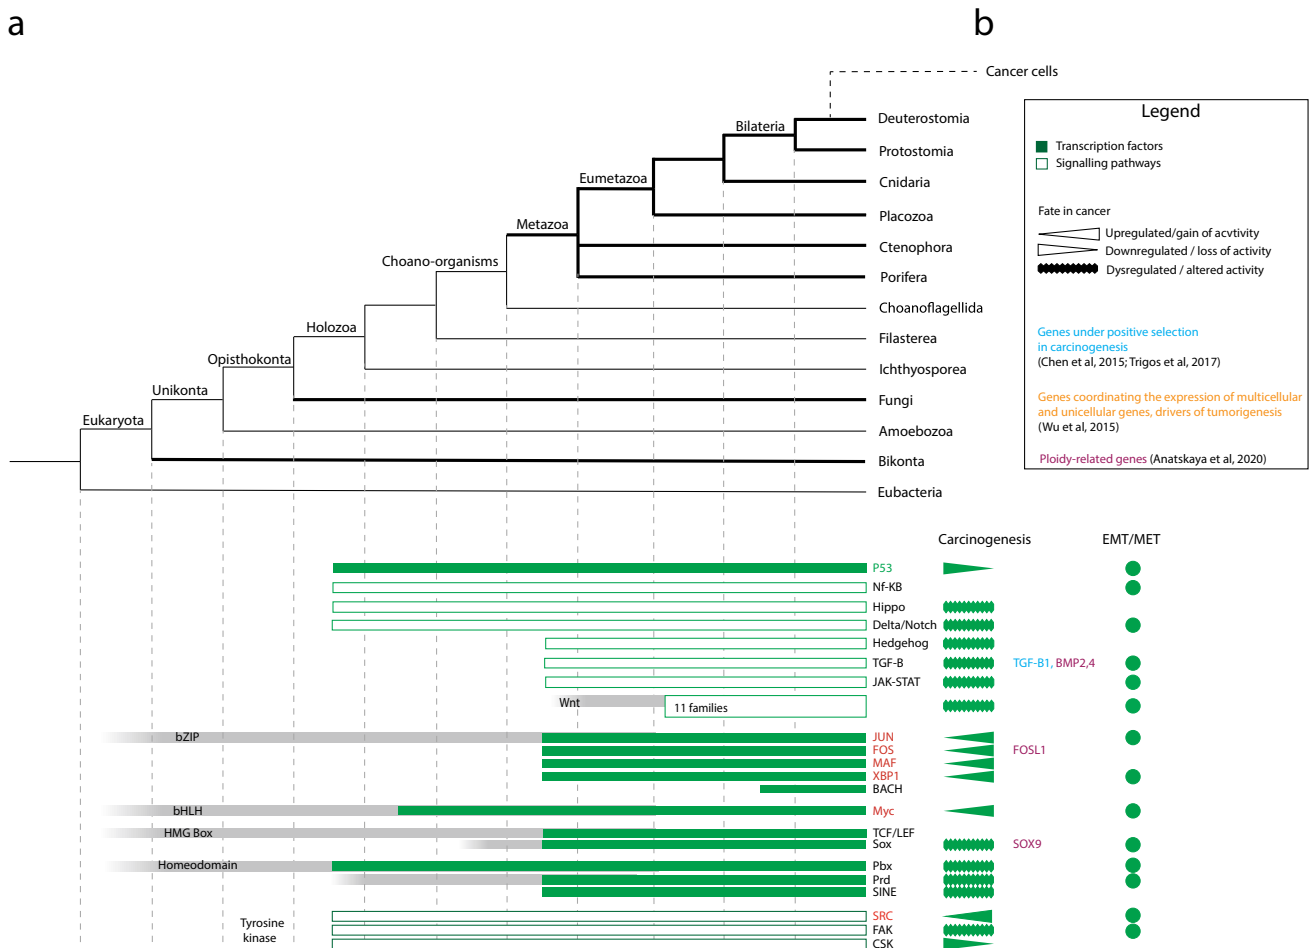 a
b
Cancer cells
Deuterostomia
Bilateria
Protostomia
Cnidaria
Eumetazoa
Placozoa
Metazoa
Ctenophora
Choano-organisms
Porifera
Choanoflagellida
Holozoa
Filasterea
Opisthokonta
Ichthyosporea
Unikonta
Fungi
Eukaryota
Amoebozoa
Bikonta
Eubacteria
Legend
Transcription factors
Signalling pathways
Fate in cancer
Upregulated/gain of acvtivity
Downregulated / loss of activity
Dysregulated / altered activity
Genes under positive selection
in carcinogenesis
(Chen et al, 2015; Trigos et al, 2017)
Genes coordinating the expression of multicellular
and unicellular genes, drivers of tumorigenesis
(Wu et al, 2015)
Ploidy-related genes (Anatskaya et al, 2020)
Carcinogenesis EMT/MET
P53
Nf-KB
Hippo
Delta/Notch
Hedgehog
TGF-B TGF-B1, BMP2,4
JAK-STAT
Wnt 11 families
bZIP JUN
FOS FOSL1
MAF
XBP1
BACH
bHLH Myc
HMG Box TCF/LEF
Sox SOX9
Homeodomain Pbx
Prd
SINE
Tyrosine
kinase
SRC
FAK
CSK